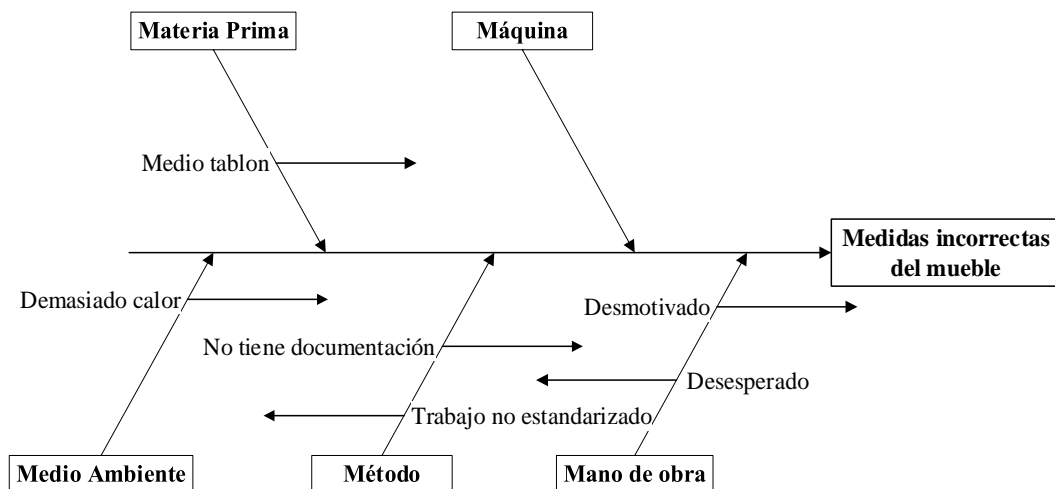 Materia Prima
Máquina
Medio tablon
Medidas incorrectas
del mueble
Demasiado calor
Desmotivado
No tiene documentación
Desesperado
Trabajo no estandarizado
Medio Ambiente
Método
Mano de obra